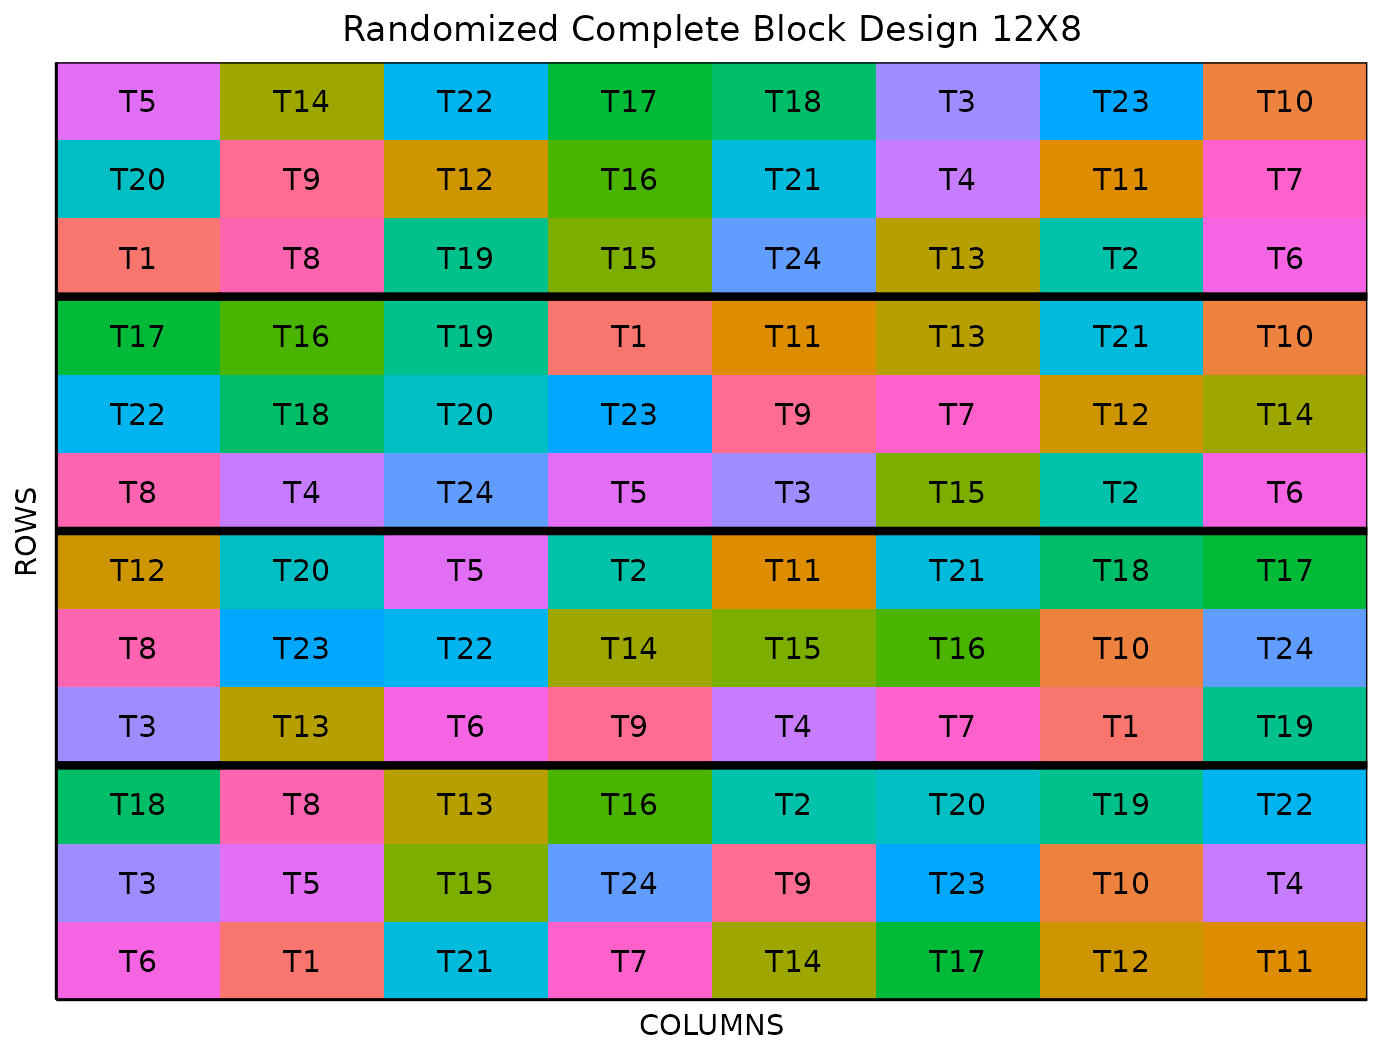 Randomized Complete Block Design 12X8
T5 T14 T22 T17 T18 T3 T23 T10
T20 T9 T12 T16 T21 T4 T11 T7
T1 T8 T19 T15 T24 T13 T2 T6
T17 T16 T19 T1 T11 T13 T21 T10
T22 T18 T20 T23 T9 T7 T12 T14
T8 T4 T24 T5 T3 T15 T2 T6
T12 T20 T5 T2 T11 T21 T18 T17
T8 T23 T22 T14 T15 T16 T10 T24
T3 T13 T6 T9 T4 T7 T1 T19
T18 T8 T13 T16 T2 T20 T19 T22
T3 T5 T15 T24 T9 T23 T10 T4
T6 T1 T21 T7 T14 T17 T12 T11
ROWS
COLUMNS